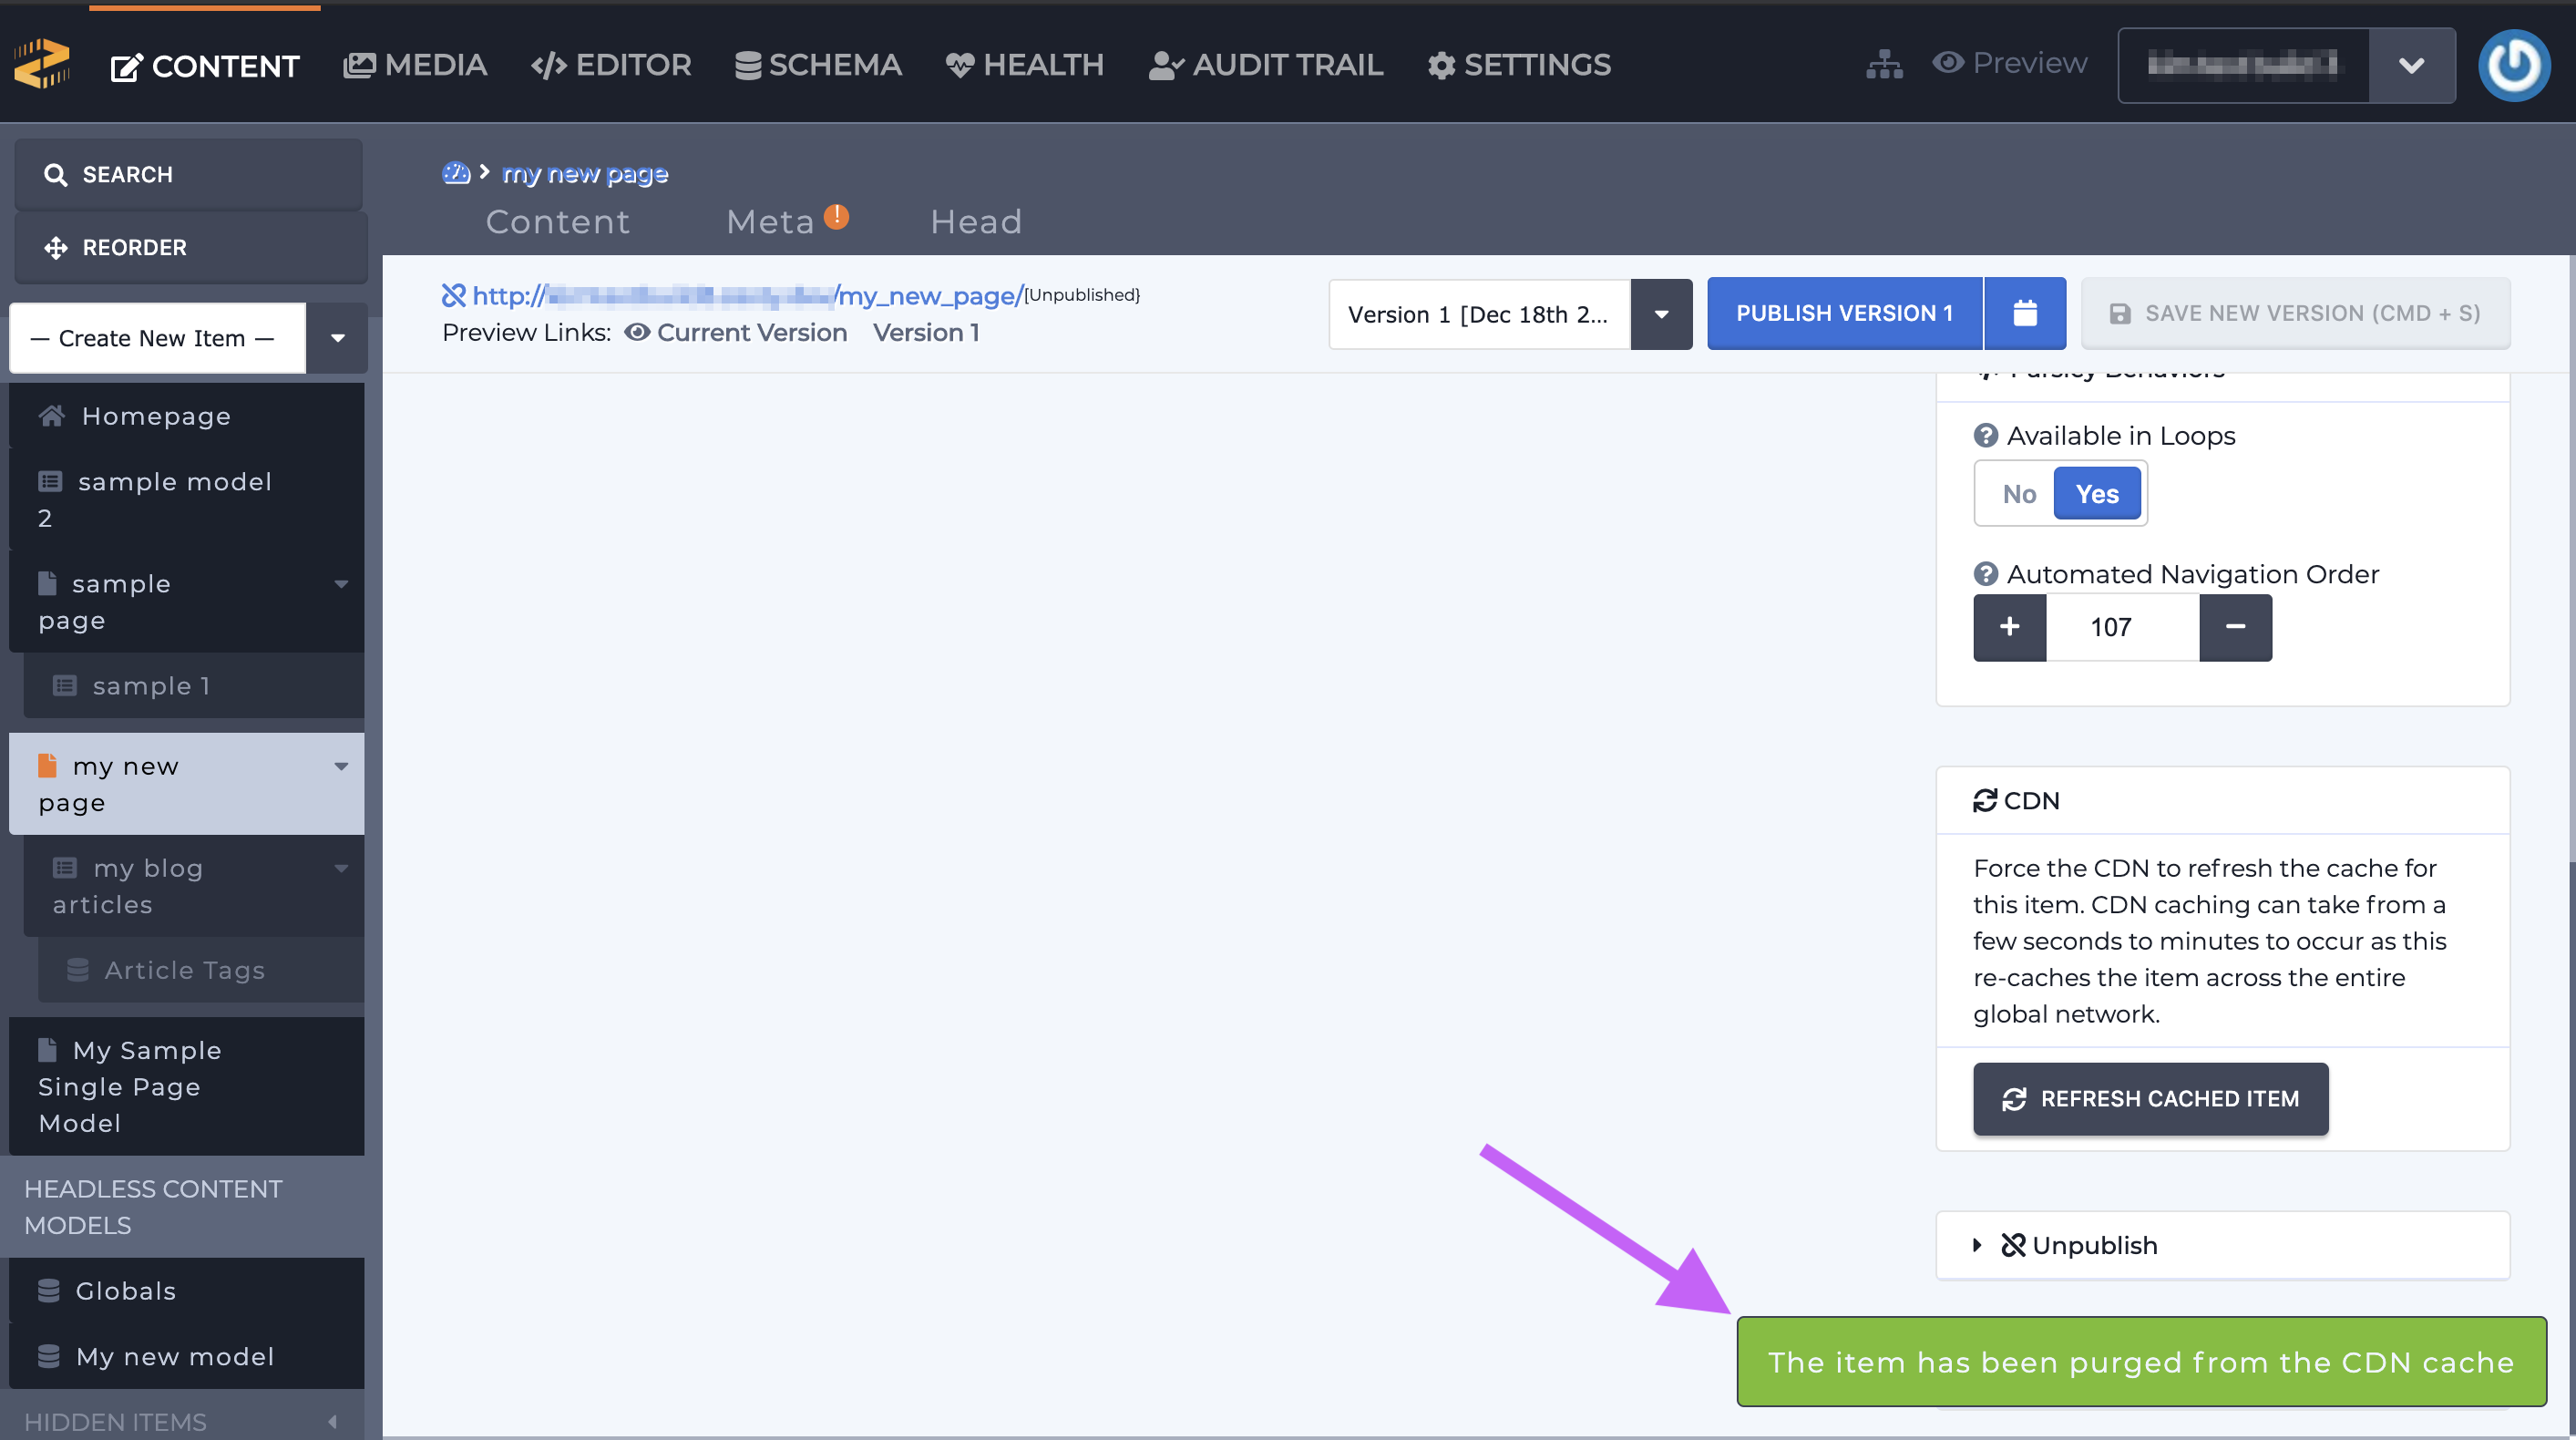 CONTENT
MEDIA
</> EDITOR
SCHEMA
HEALTH
AUDIT TRAIL
SETTINGS
Preview
SEARCH
REORDER
— Create New Item —
Homepage
sample model
2
sample
page
sample 1
my new
page
my blog
articles
Article Tags
My Sample
Single Page
Model
HEADLESS CONTENT
MODELS
Globals
My new model
HIDDEN ITEMS
my new page
Content
Meta !
Head
http:// /my_new_page/ [Unpublished}
Preview Links: Current Version Version 1
Version 1 [Dec 18th 2...
PUBLISH VERSION 1
SAVE NEW VERSION (CMD + S)
Parsley Behaviors
? Available in Loops
No Yes
? Automated Navigation Order
+ 107 −
CDN
Force the CDN to refresh the cache for
this item. CDN caching can take from a
few seconds to minutes to occur as this
re-caches the item across the entire
global network.
REFRESH CACHED ITEM
Unpublish
The item has been purged from the CDN cache